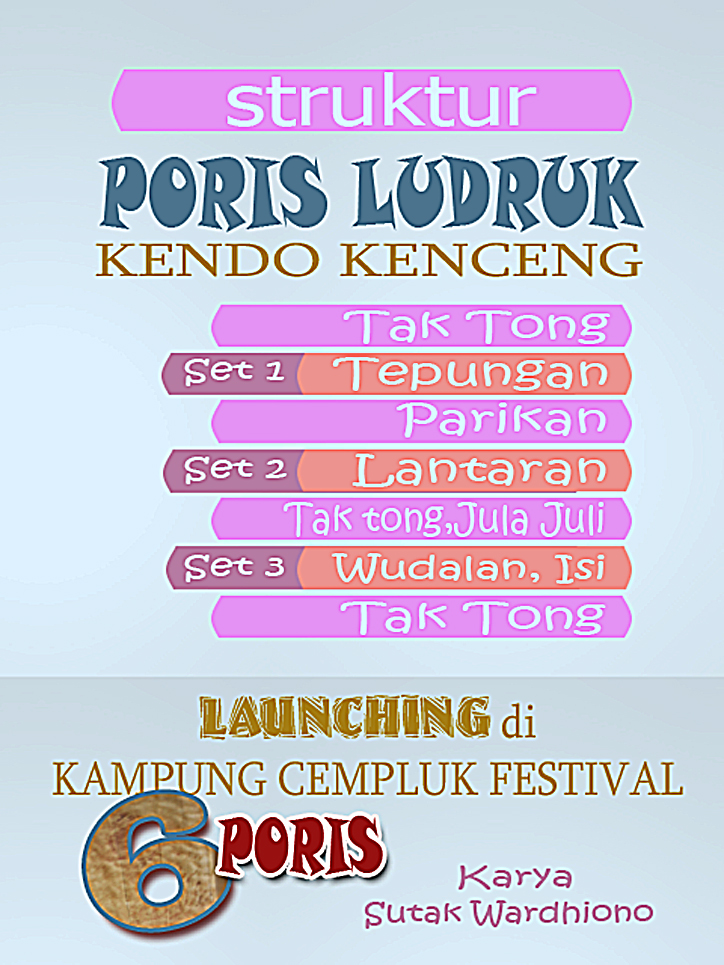 struktur
PORIS LUDRUK
KENDO KENCENG
Tak Tong
Set 1 Tepungan
Parikan
Set 2 Lantaran
Tak tong,Jula Juli
Set 3 Wudalan, Isi
Tak Tong
LAUNCHING di
KAMPUNG CEMPLUK FESTIVAL
6 PORIS
Karya
Sutak Wardhiono